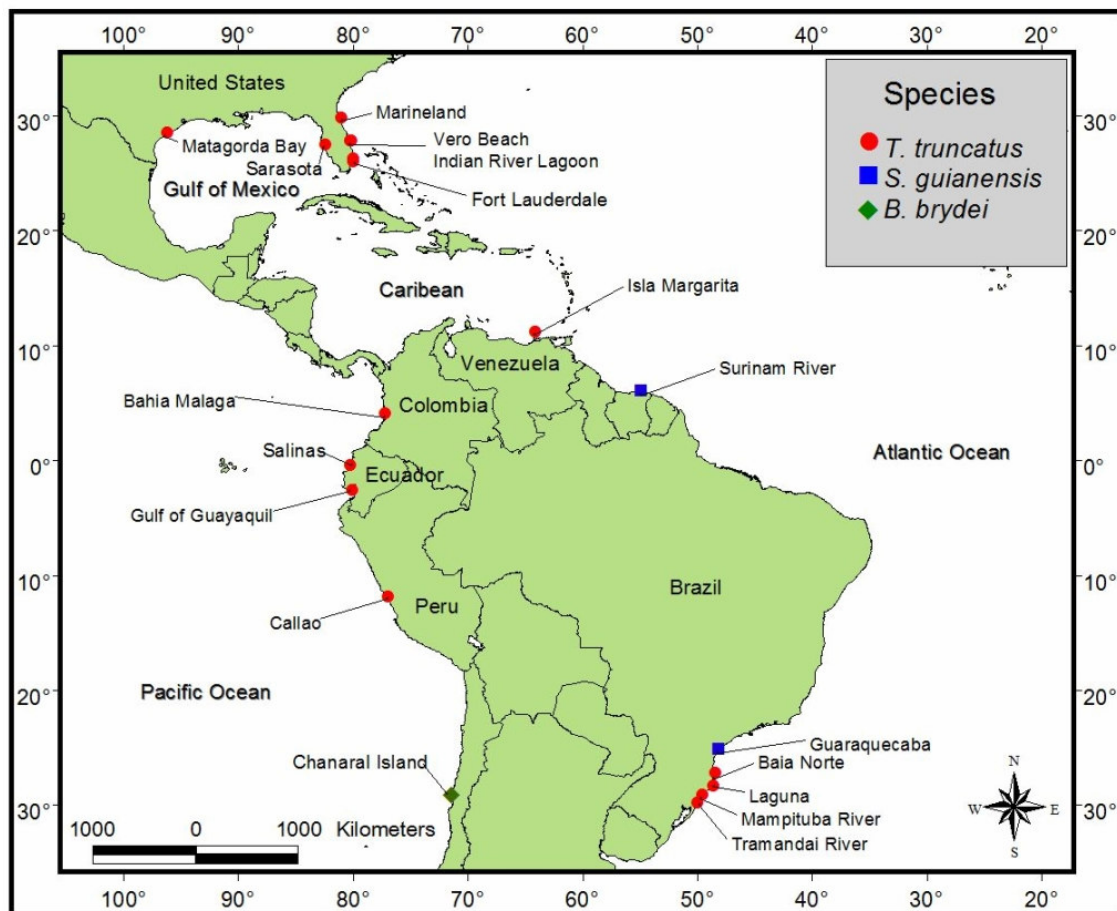 100° 90° 80° 70° 60° 50° 40° 30° 20°
United States
Species
T. truncatus
S. guianensis
B. brydei
30° 30°
Marineland
Matagorda Bay
Vero Beach
Sarasota
Indian River Lagoon
Gulf of Mexico
Fort Lauderdale
20° 20°
Caribean
Isla Margarita
10° 10°
Venezuela
Surinam River
Bahia Malaga
Colombia
Salinas
Atlantic Ocean
0° 0°
Ecuador
Gulf of Guayaquil
10° 10°
Brazil
Peru
Callao
Pacific Ocean
20° 20°
Guaraquecaba
Chanaral Island
Baia Norte
N
Laguna
W E
30° 30°
Mampituba River
1000 0 1000 Kilometers
Tramandai River
S
100° 90° 80° 70° 60° 50° 40° 30° 20°